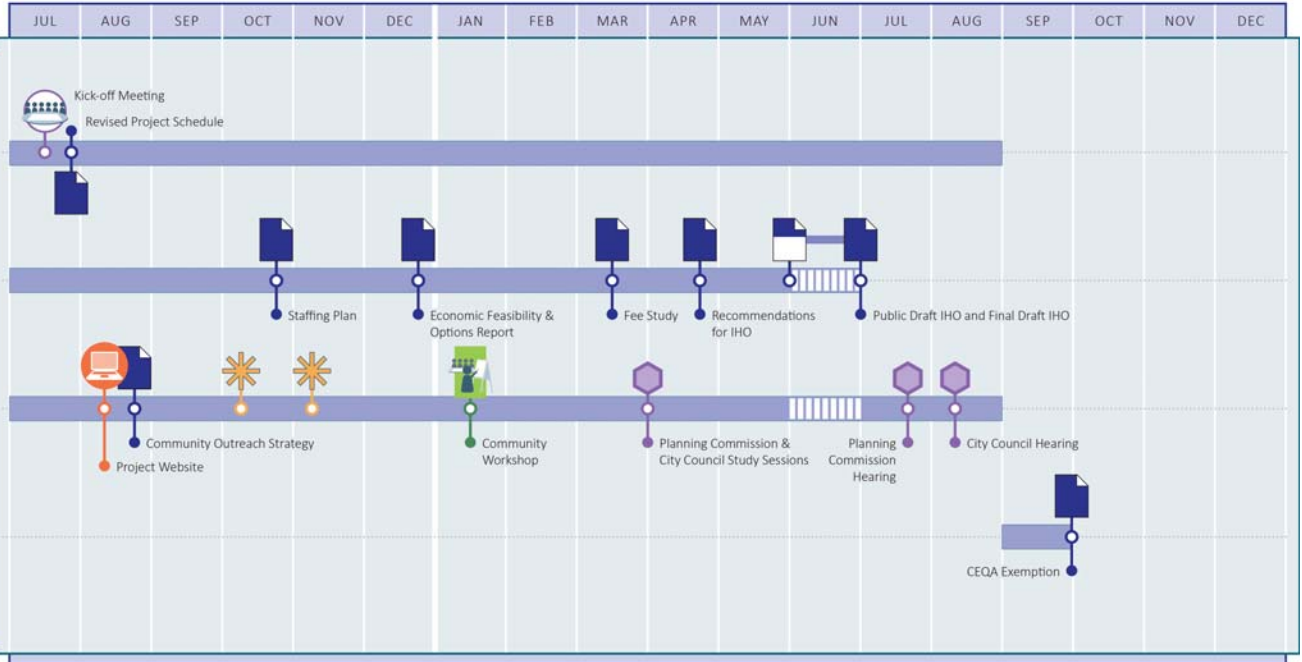 JUL AUG SEP OCT NOV DEC JAN FEB MAR APR MAY JUN JUL AUG SEP OCT NOV DEC
Kick-off Meeting
Revised Project Schedule
Staffing Plan
Economic Feasibility &
Options Report
Fee Study
Recommendations
for IHO
Public Draft IHO and Final Draft IHO
Community Outreach Strategy
Project Website
Community
Workshop
Planning Commission &
City Council Study Sessions
Planning
Commission
Hearing
City Council Hearing
CEQA Exemption